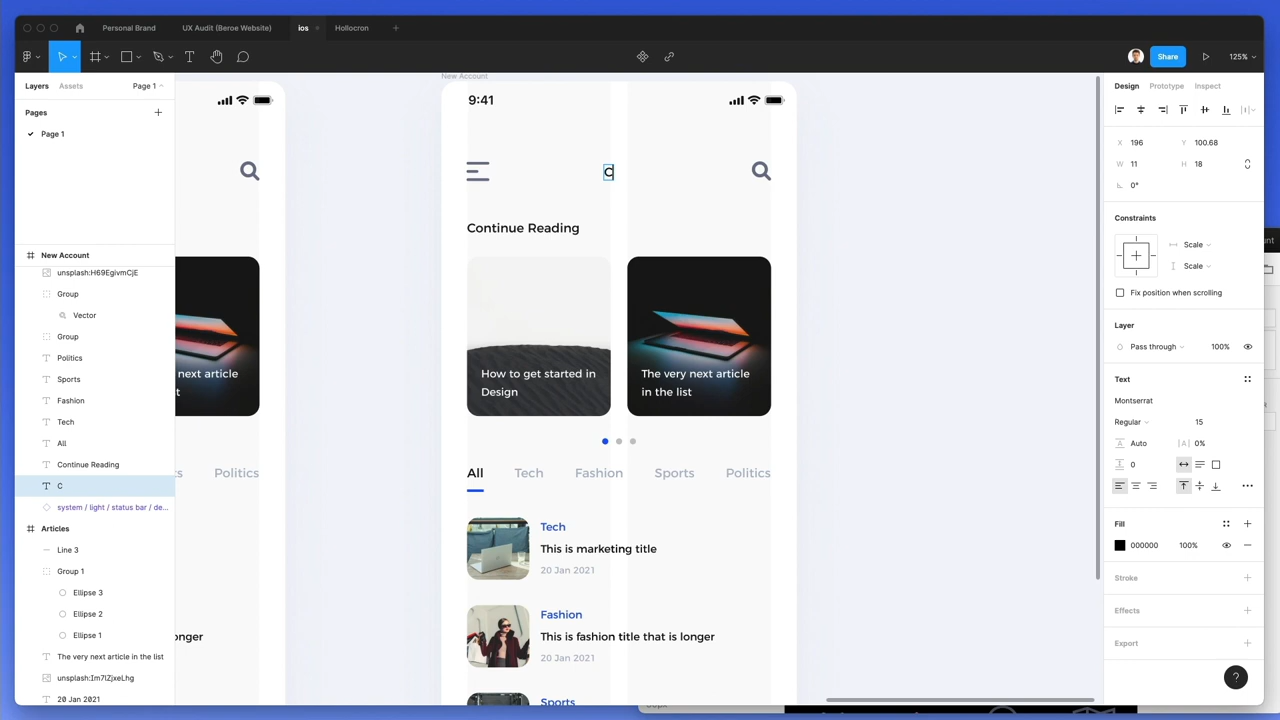 Personal Brand
UX Audit (Beroe Website)
ios
Hollocron
Share
125%
Layers
Assets
Page 1
Pages
Page 1
New Account
unsplash:H69EgivmCjE
Group
Vector
Group
Politics
Sports
Fashion
Tech
All
Continue Reading
C
system / light / status bar / de...
Articles
Line 3
Group 1
Ellipse 3
Ellipse 2
Ellipse 1
The very next article in the list
unsplash:Im7lZjxeLhg
20 Jan 2021
next article
t
cs
Politics
onger
New Account
9:41
C
Continue Reading
How to get started in
Design
The very next article
in the list
All
Tech
Fashion
Sports
Politics
Tech
This is marketing title
20 Jan 2021
Fashion
This is fashion title that is longer
20 Jan 2021
Sports
Design
Prototype
Inspect
X
196
Y
100.68
W
11
H
18
0°
Constraints
Scale
Scale
Fix position when scrolling
Layer
Pass through
100%
Text
Montserrat
Regular
15
Auto
0%
0
Fill
000000
100%
Stroke
Effects
Export
?
unt